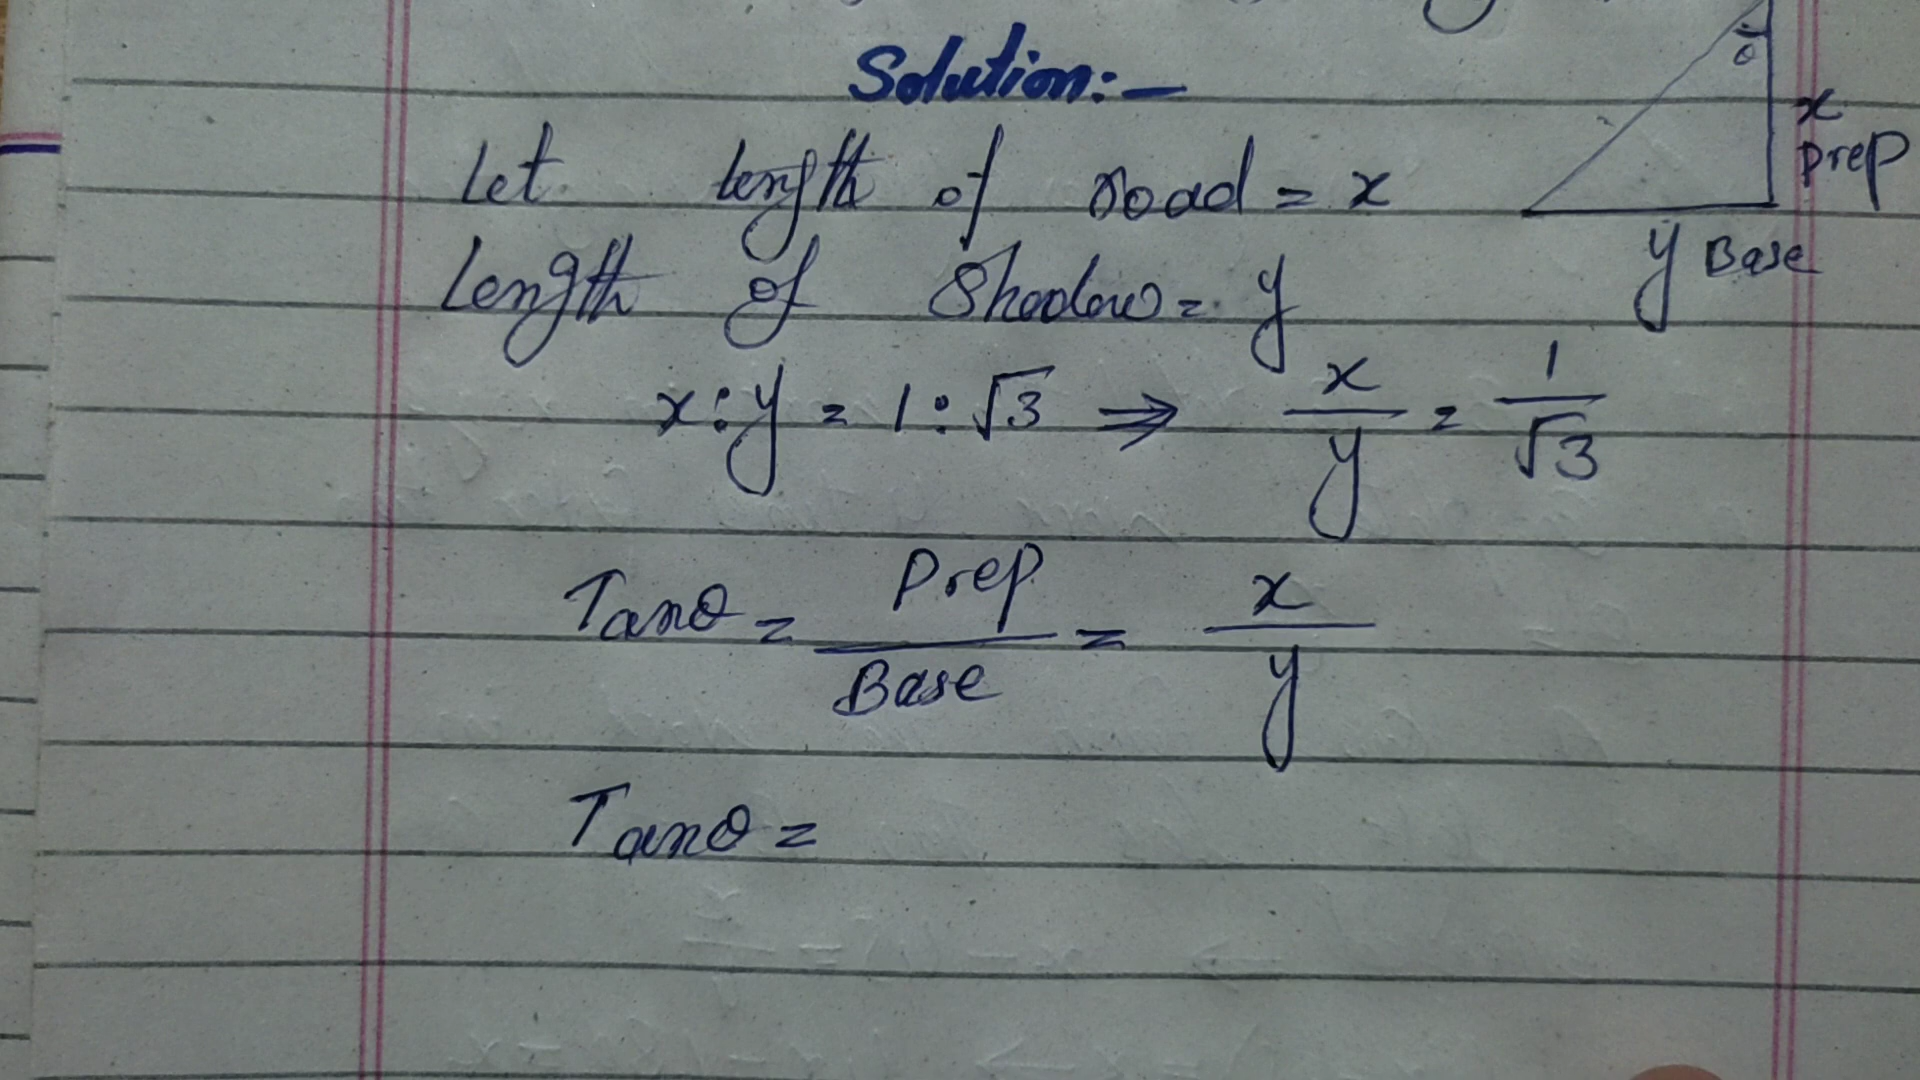 Solution:-
θ
Let length of road = x
x
prep
Length of Shadow = y
y Base
x : y = 1 : √3 ⇒ x/y = 1/√3
Tanθ = Prep/Base = x/y
Tanθ =